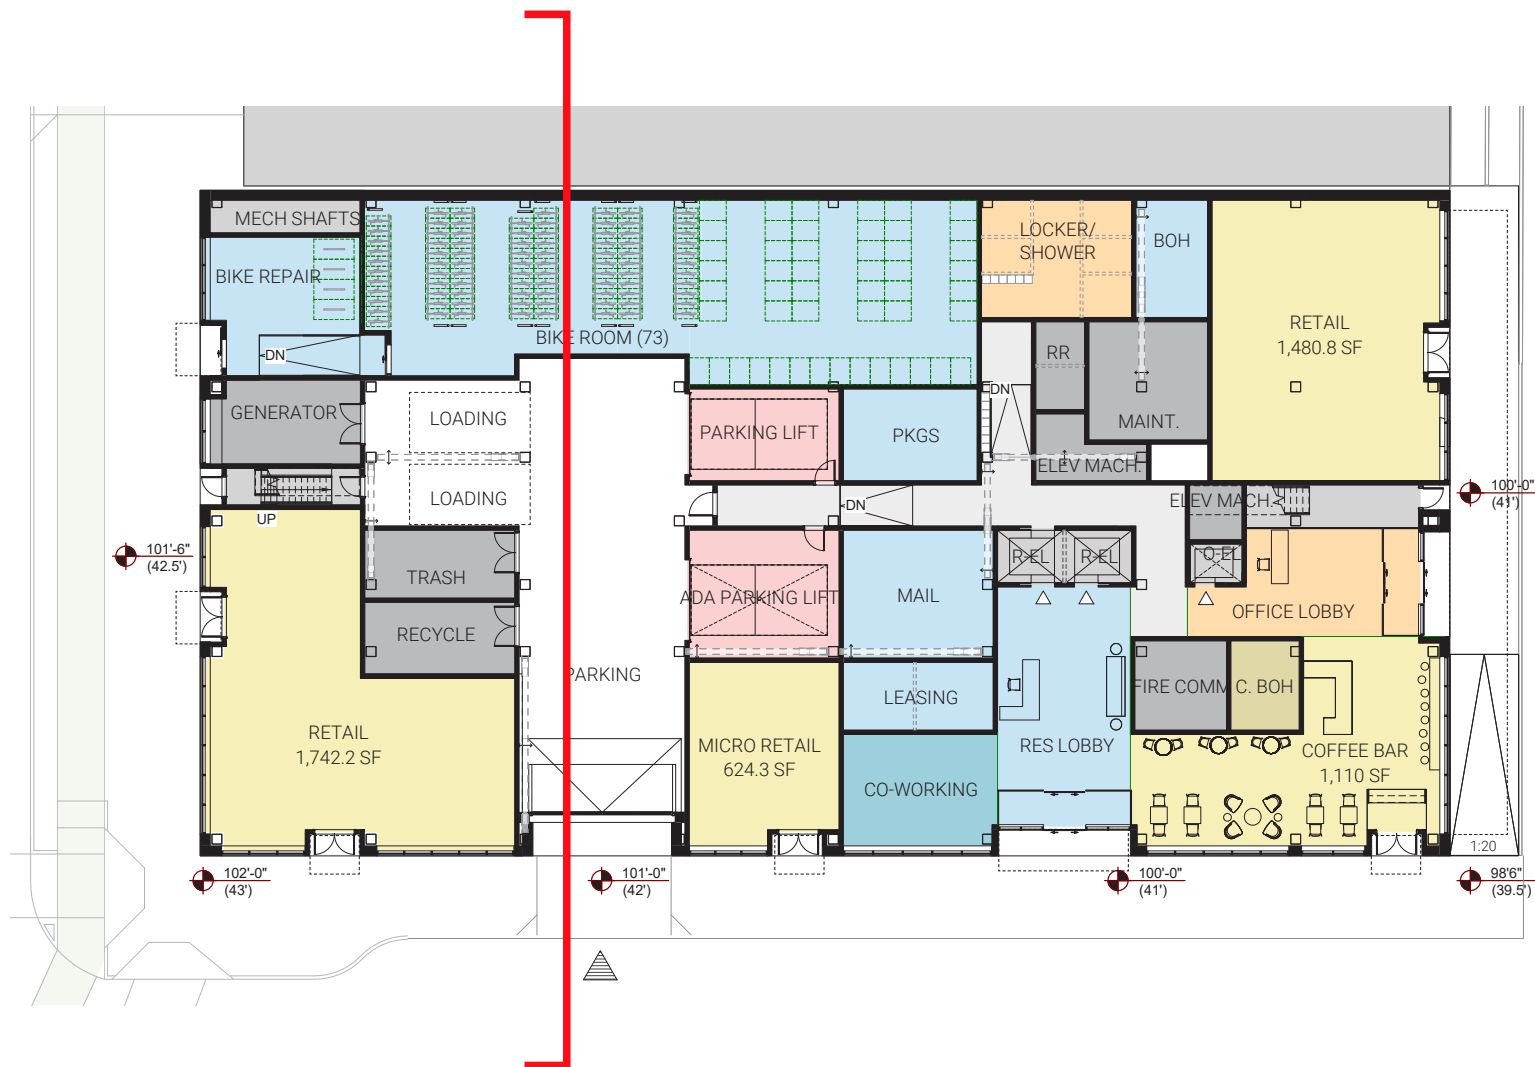 MECH SHAFTS
LOCKER/
SHOWER
BOH
BIKE REPAIR
RETAIL
1,480.8 SF
BIKE ROOM (73)
DN
RR
DN
GENERATOR
LOADING
PARKING LIFT
PKGS
MAINT.
ELEV MACH.
LOADING
DN
ELEV MACH.
100'-0"
(41')
UP
101'-6"
(42.5')
TRASH
R-EL
R-EL
O-EL
ADA PARKING LIFT
MAIL
OFFICE LOBBY
RECYCLE
PARKING
LEASING
FIRE COMM
C. BOH
RETAIL
1,742.2 SF
MICRO RETAIL
624.3 SF
RES LOBBY
COFFEE BAR
1,110 SF
CO-WORKING
1:20
102'-0"
(43')
101'-0"
(42')
100'-0"
(41')
98'6"
(39.5')